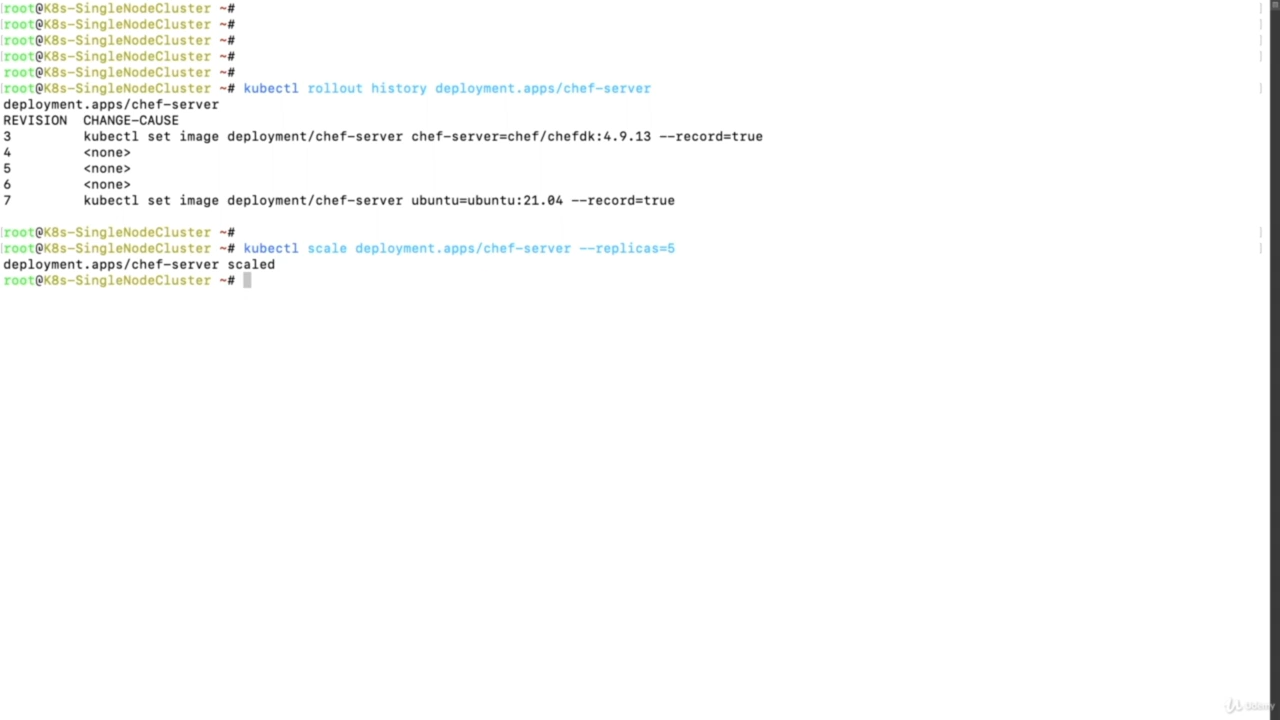 root@K8s-SingleNodeCluster ~#
root@K8s-SingleNodeCluster ~#
root@K8s-SingleNodeCluster ~#
root@K8s-SingleNodeCluster ~#
root@K8s-SingleNodeCluster ~#
root@K8s-SingleNodeCluster ~# kubectl rollout history deployment.apps/chef-server
deployment.apps/chef-server
REVISION  CHANGE-CAUSE
3         kubectl set image deployment/chef-server chef-server=chef/chefdk:4.9.13 --record=true
4         <none>
5         <none>
6         <none>
7         kubectl set image deployment/chef-server ubuntu=ubuntu:21.04 --record=true
root@K8s-SingleNodeCluster ~#
root@K8s-SingleNodeCluster ~# kubectl scale deployment.apps/chef-server --replicas=5
deployment.apps/chef-server scaled
root@K8s-SingleNodeCluster ~#
Udemy